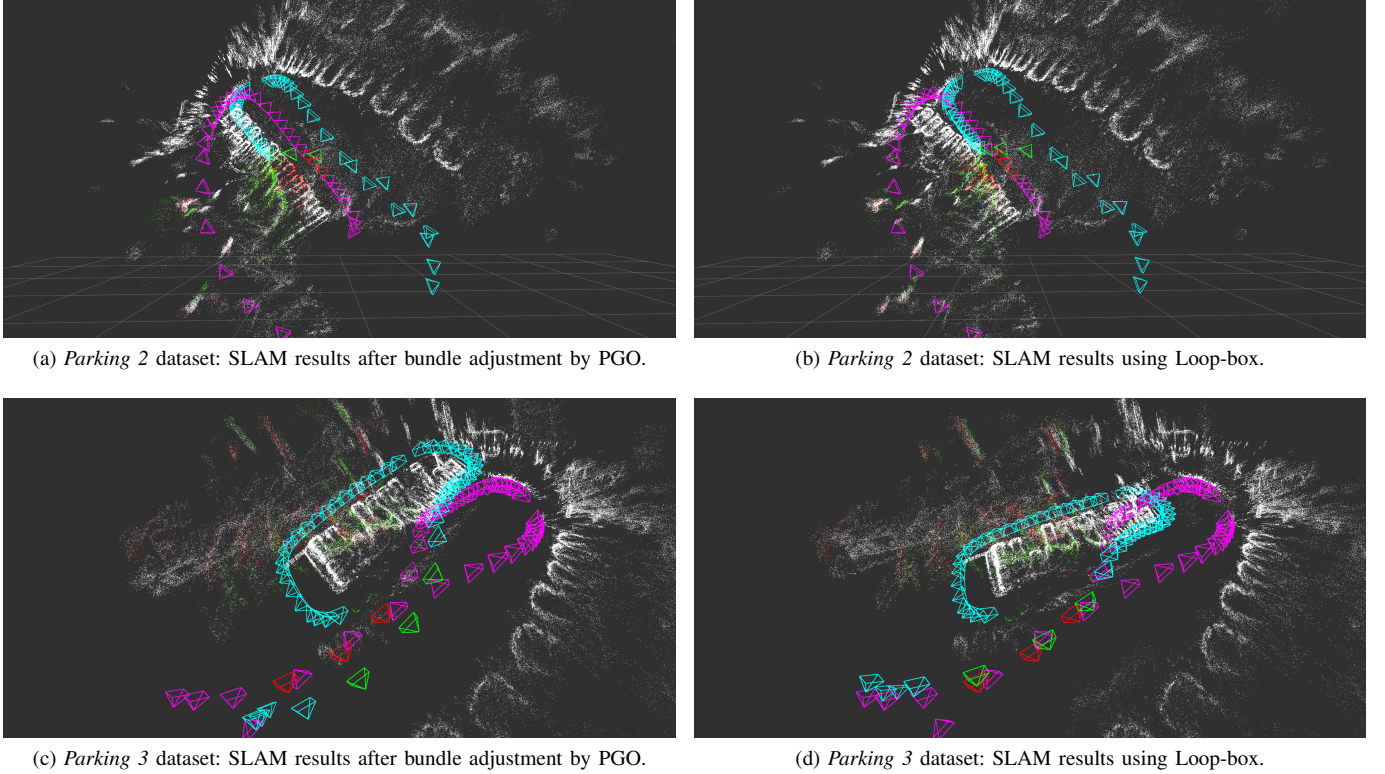 (a) Parking 2 dataset: SLAM results after bundle adjustment by PGO.
(b) Parking 2 dataset: SLAM results using Loop-box.
(c) Parking 3 dataset: SLAM results after bundle adjustment by PGO.
(d) Parking 3 dataset: SLAM results using Loop-box.